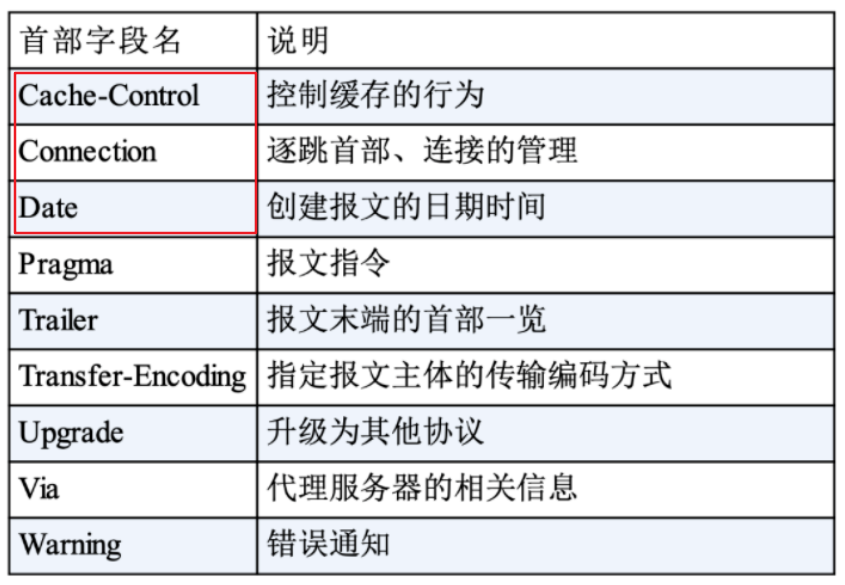 首部字段名 说明
Cache-Control 控制缓存的行为
Connection 逐跳首部、连接的管理
Date 创建报文的日期时间
Pragma 报文指令
Trailer 报文末端的首部一览
Transfer-Encoding 指定报文主体的传输编码方式
Upgrade 升级为其他协议
Via 代理服务器的相关信息
Warning 错误通知